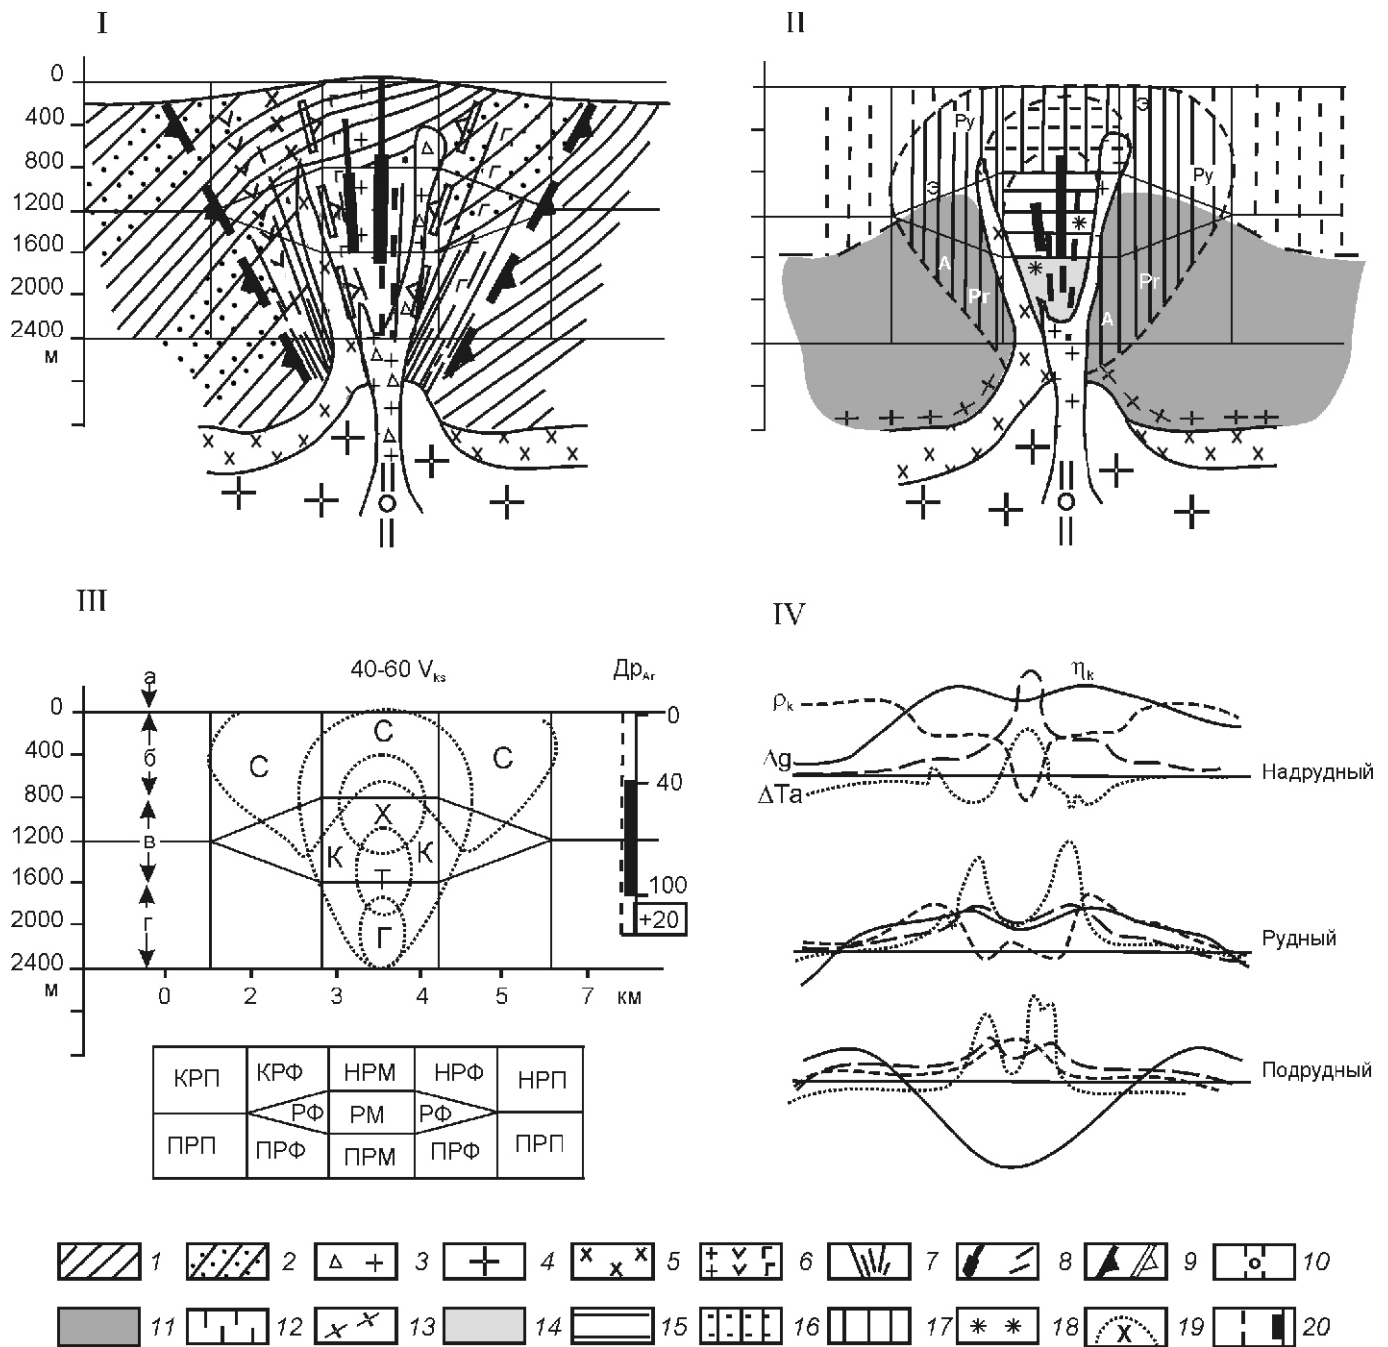 I
0
400
800
1200
1600
2000
2400
м
Г
Г
Г
Г
Г
II
Ру
Э
Э
Ру
А
Рг
Рг
А
III
а
40-60 Vks
ДрAr
0
400
800
1200
1600
2000
2400
м
б
в
г
С
С
С
Х
К
К
Т
Г
0
40
100
+20
0
2
3
4
5
7
км
КРП
КРФ
НРМ
НРФ
НРП
РФ
РМ
РФ
ПРП
ПРФ
ПРМ
ПРФ
ПРП
IV
ηk
ρk
Δg
ΔTa
Надрудный
Рудный
Подрудный
1
2
3
4
5
6
7
8
9
10
11
12
13
14
15
16
17
18
Х
19
20